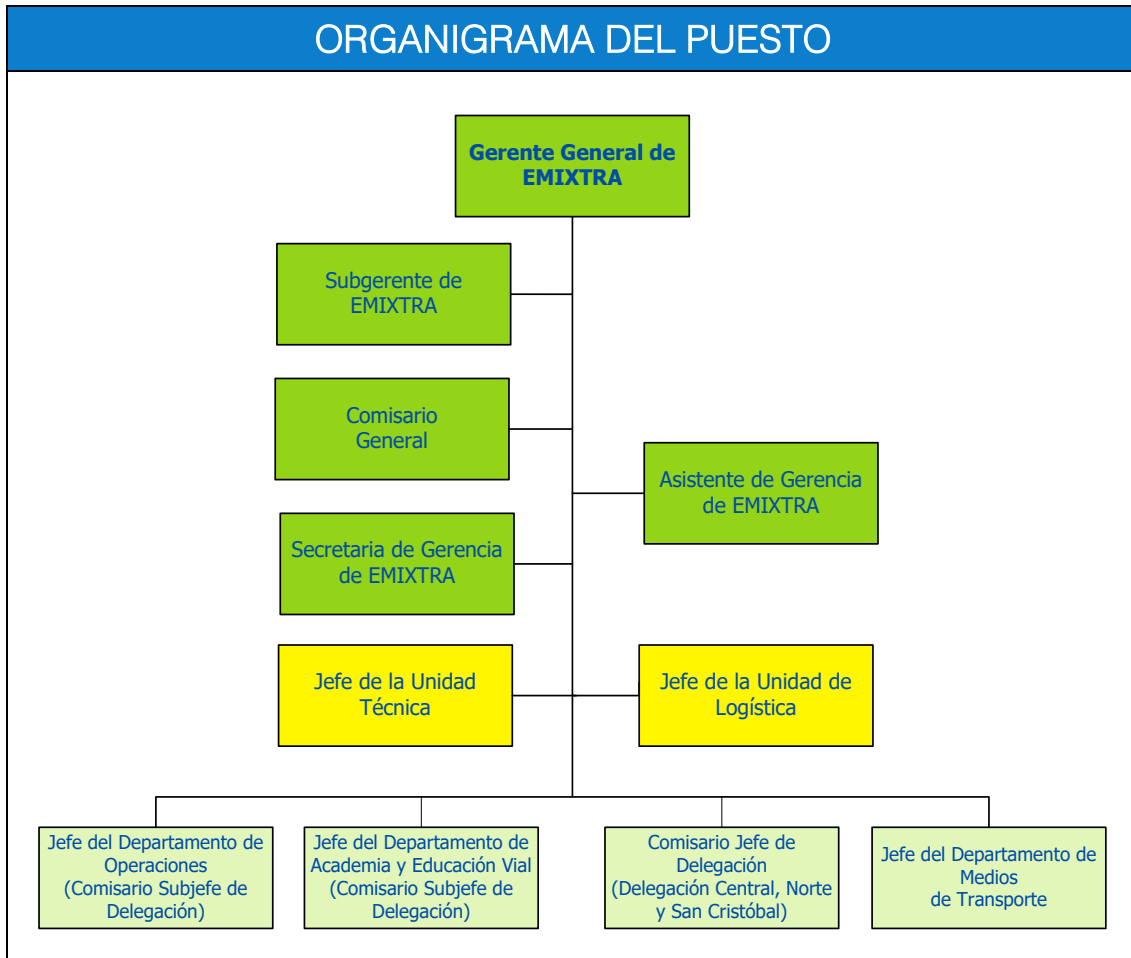 ORGANIGRAMA DEL PUESTO
Gerente General de
EMIXTRA
Subgerente de
EMIXTRA
Comisario
General
Asistente de Gerencia
de EMIXTRA
Secretaria de Gerencia
de EMIXTRA
Jefe de la Unidad
Técnica
Jefe de la Unidad de
Logística
Jefe del Departamento de
Operaciones
(Comisario Subjefe de
Delegación)
Jefe del Departamento de
Academia y Educación Vial
(Comisario Subjefe de
Delegación)
Comisario Jefe de
Delegación
(Delegación Central, Norte
y San Cristóbal)
Jefe del Departamento de
Medios
de Transporte